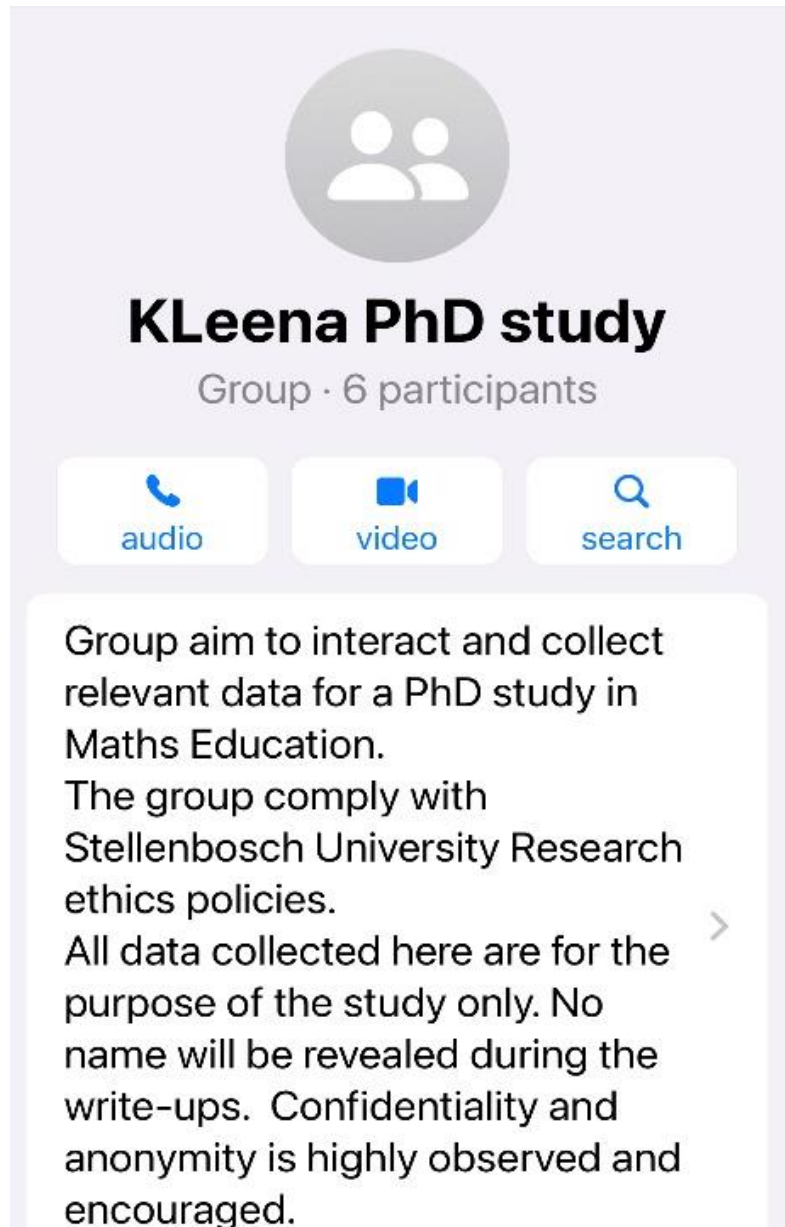 KLeena PhD study
Group · 6 participants
audio
video
search
Group aim to interact and collect
relevant data for a PhD study in
Maths Education.
The group comply with
Stellenbosch University Research
ethics policies.
All data collected here are for the
purpose of the study only. No
name will be revealed during the
write-ups.  Confidentiality and
anonymity is highly observed and
encouraged.